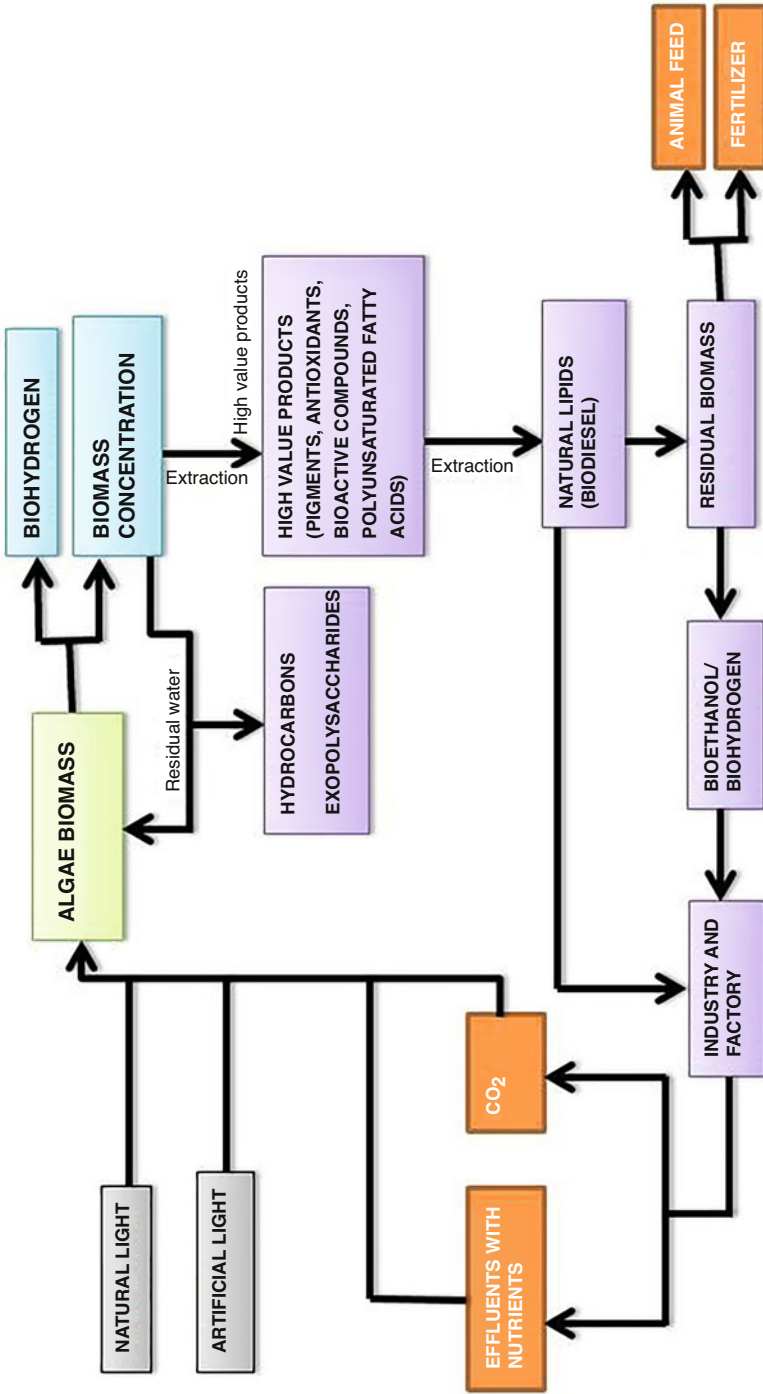 NATURAL LIGHT
ARTIFICIAL LIGHT
EFFLUENTS WITH
NUTRIENTS
CO2
ALGAE BIOMASS
Residual water
BIOHYDROGEN
BIOMASS
CONCENTRATION
Extraction
High value products
HYDROCARBONS
EXOPOLYSACCHARIDES
HIGH VALUE PRODUCTS
(PIGMENTS, ANTIOXIDANTS,
BIOACTIVE COMPOUNDS,
POLYUNSATURATED FATTY
ACIDS)
Extraction
NATURAL LIPIDS
(BIODIESEL)
INDUSTRY AND
FACTORY
BIOETHANOL/
BIOHYDROGEN
RESIDUAL BIOMASS
ANIMAL FEED
FERTILIZER